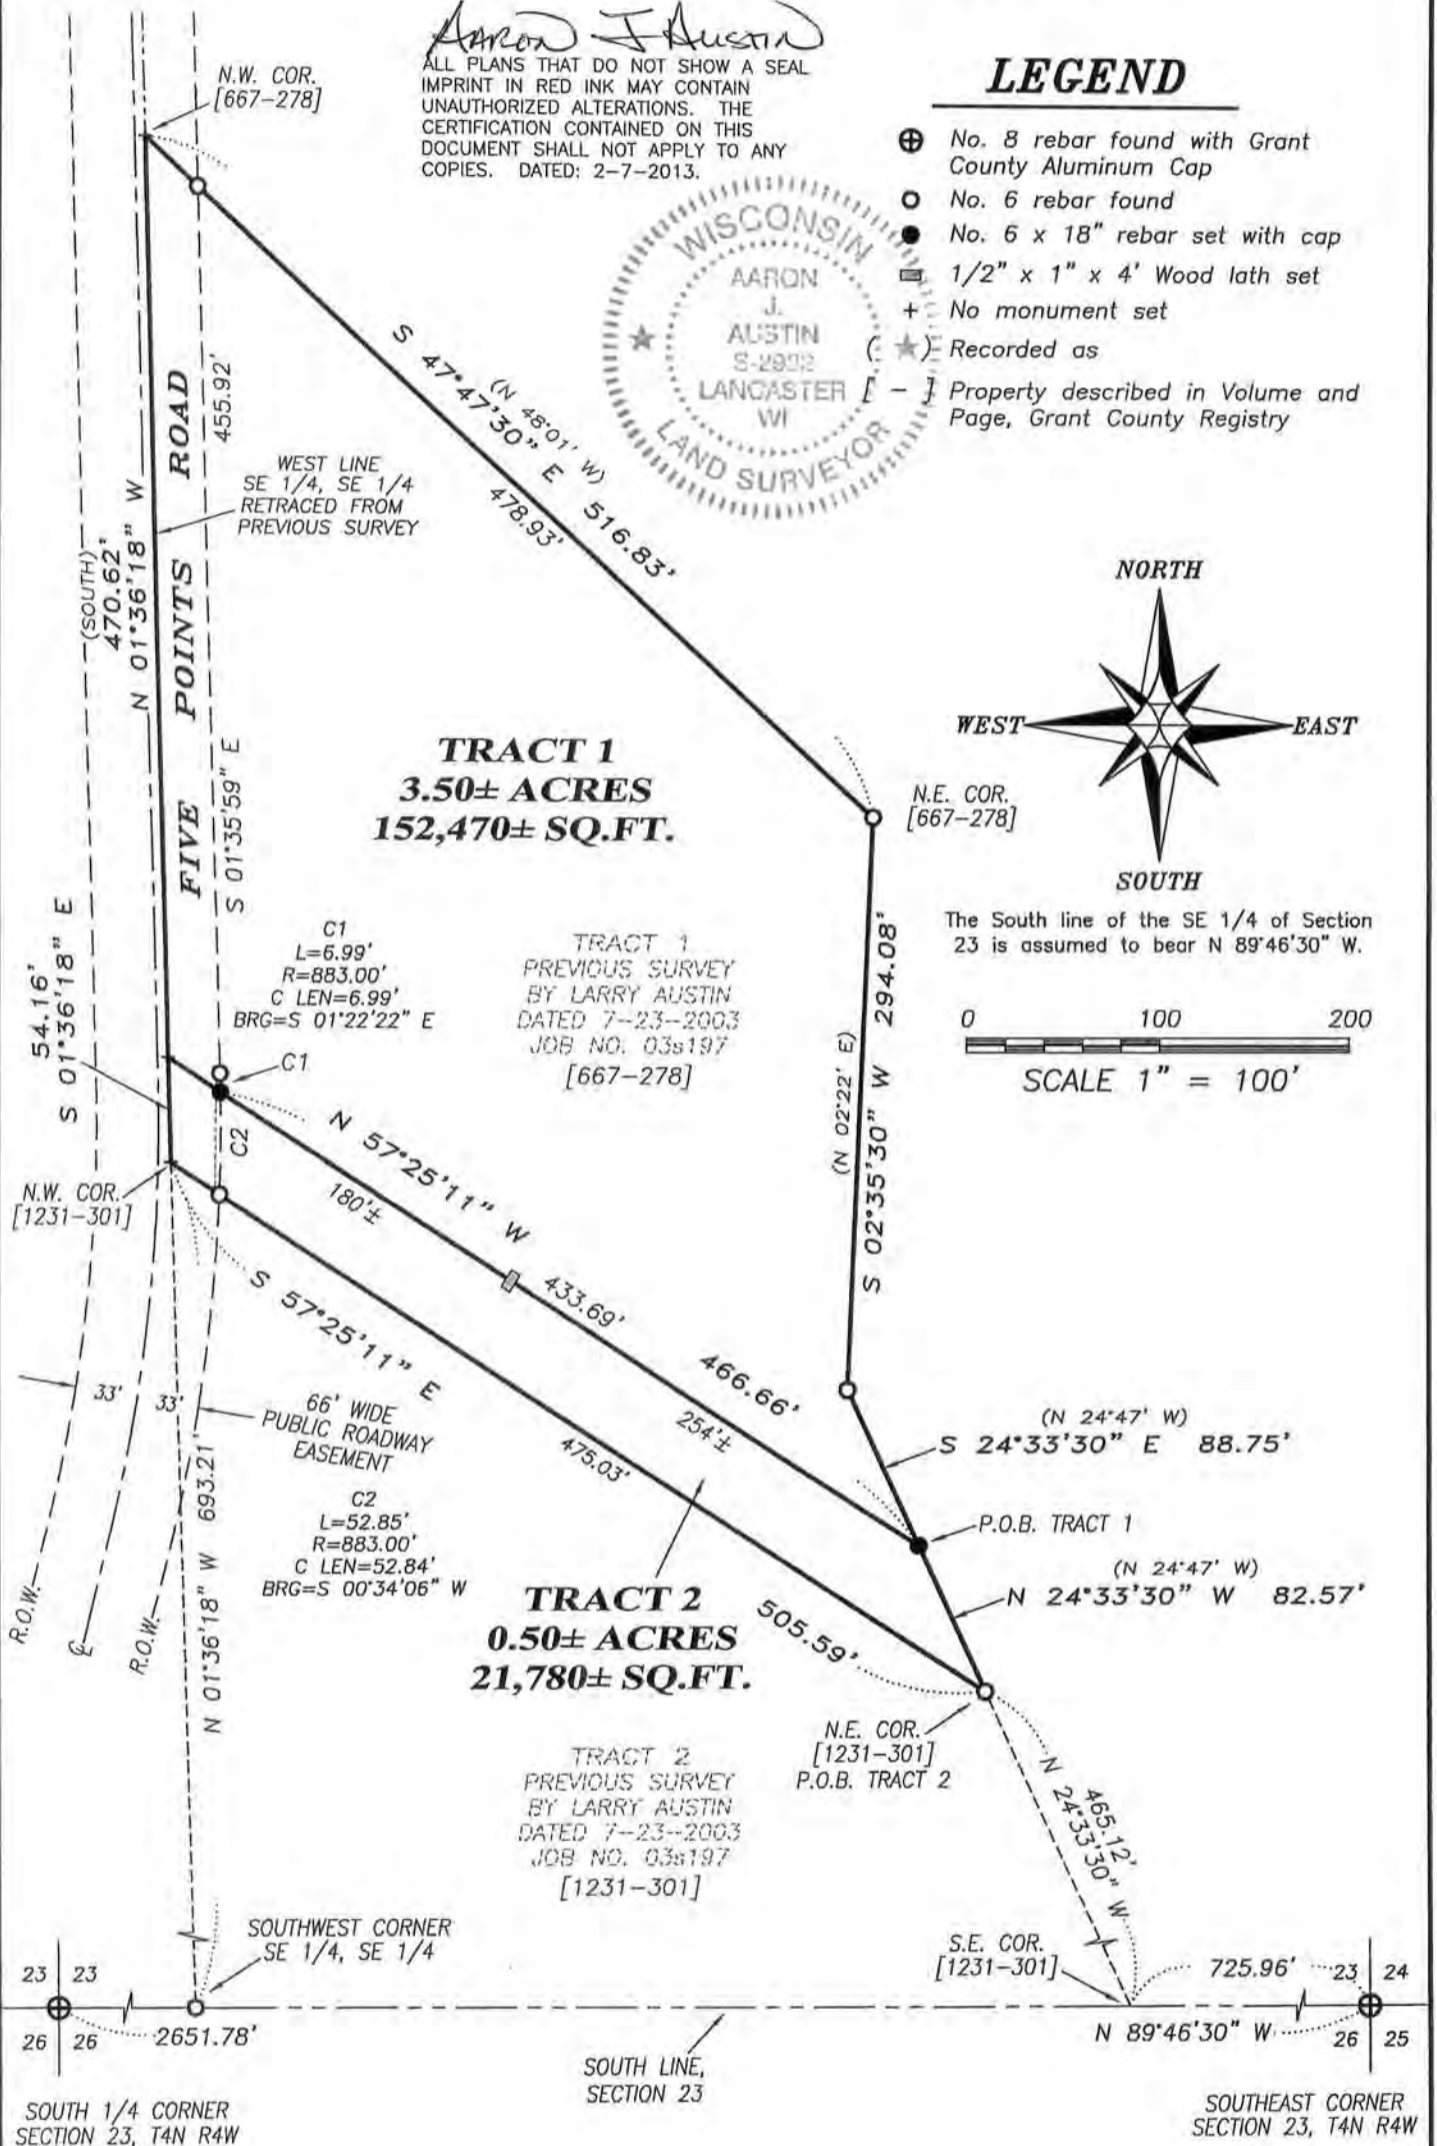 AARON J AUSTIN
ALL PLANS THAT DO NOT SHOW A SEAL
IMPRINT IN RED INK MAY CONTAIN
UNAUTHORIZED ALTERATIONS. THE
CERTIFICATION CONTAINED ON THIS
DOCUMENT SHALL NOT APPLY TO ANY
COPIES. DATED: 2-7-2013.
LEGEND
No. 8 rebar found with Grant
County Aluminum Cap
No. 6 rebar found
No. 6 x 18" rebar set with cap
1/2" x 1" x 4' Wood lath set
+ No monument set
( ) Recorded as
[ - ] Property described in Volume and
Page, Grant County Registry
WISCONSIN
AARON
J.
AUSTIN
S-2922
LANCASTER
WI
LAND SURVEYOR
N.W. COR.
[667-278]
S 47°47'30" E 516.83'
(N 48°01' W)
478.93'
FIVE POINTS ROAD
455.92'
S 01°35'59" E
WEST LINE
SE 1/4, SE 1/4
RETRACED FROM
PREVIOUS SURVEY
(SOUTH)
470.62'
N 01°36'18" W
NORTH
WEST
EAST
SOUTH
TRACT 1
3.50± ACRES
152,470± SQ.FT.
N.E. COR.
[667-278]
The South line of the SE 1/4 of Section
23 is assumed to bear N 89°46'30" W.
0 100 200
SCALE 1" = 100'
54.16'
S 01°36'18" E
C1
L=6.99'
R=883.00'
C LEN=6.99'
BRG=S 01°22'22" E
TRACT 1
PREVIOUS SURVEY
BY LARRY AUSTIN
DATED 7-23-2003
JOB NO. 03s197
[667-278]
(N 02°22' E)
S 02°35'30" W 294.08'
C1
C2
N 57°25'11" W
180'±
433.69'
466.66'
254'±
N.W. COR.
[1231-301]
S 57°25'11" E
475.03'
505.59'
33'
33'
66' WIDE
PUBLIC ROADWAY
EASEMENT
(N 24°47' W)
S 24°33'30" E 88.75'
P.O.B. TRACT 1
(N 24°47' W)
N 24°33'30" W 82.57'
C2
L=52.85'
R=883.00'
C LEN=52.84'
BRG=S 00°34'06" W
N 01°36'18" W 693.21'
R.O.W.
℄
R.O.W.
TRACT 2
0.50± ACRES
21,780± SQ.FT.
N.E. COR.
[1231-301]
P.O.B. TRACT 2
TRACT 2
PREVIOUS SURVEY
BY LARRY AUSTIN
DATED 7-23-2003
JOB NO. 03s197
[1231-301]
465.12'
N 24°33'30" W
SOUTHWEST CORNER
SE 1/4, SE 1/4
S.E. COR.
[1231-301]
725.96'
23 23
26 26
2651.78'
23 24
26 25
N 89°46'30" W
SOUTH LINE,
SECTION 23
SOUTH 1/4 CORNER
SECTION 23, T4N R4W
SOUTHEAST CORNER
SECTION 23, T4N R4W